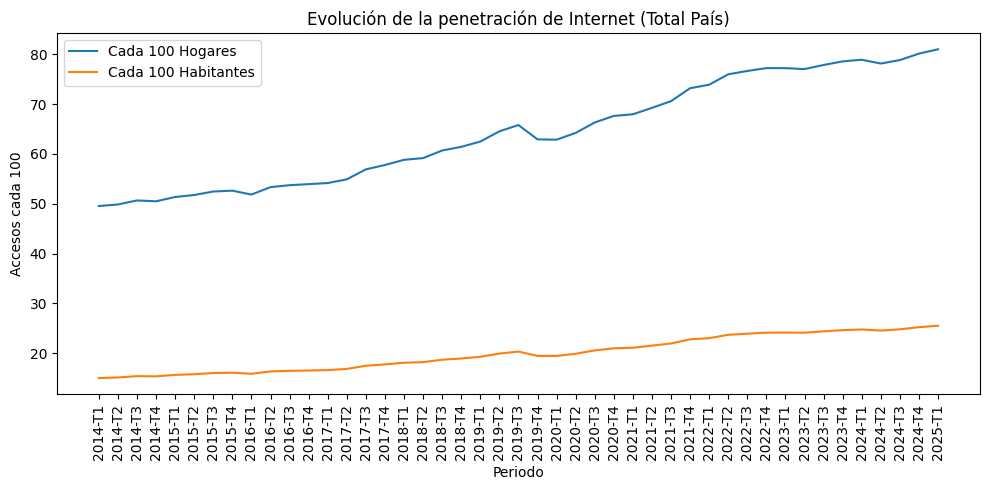 Evolución de la penetración de Internet (Total País)
Cada 100 Hogares
Cada 100 Habitantes
Accesos cada 100
80
70
60
50
40
30
20
2014-T1
2014-T2
2014-T3
2014-T4
2015-T1
2015-T2
2015-T3
2015-T4
2016-T1
2016-T2
2016-T3
2016-T4
2017-T1
2017-T2
2017-T3
2017-T4
2018-T1
2018-T2
2018-T3
2018-T4
2019-T1
2019-T2
2019-T3
2019-T4
2020-T1
2020-T2
2020-T3
2020-T4
2021-T1
2021-T2
2021-T3
2021-T4
2022-T1
2022-T2
2022-T3
2022-T4
2023-T1
2023-T2
2023-T3
2023-T4
2024-T1
2024-T2
2024-T3
2024-T4
2025-T1
Periodo